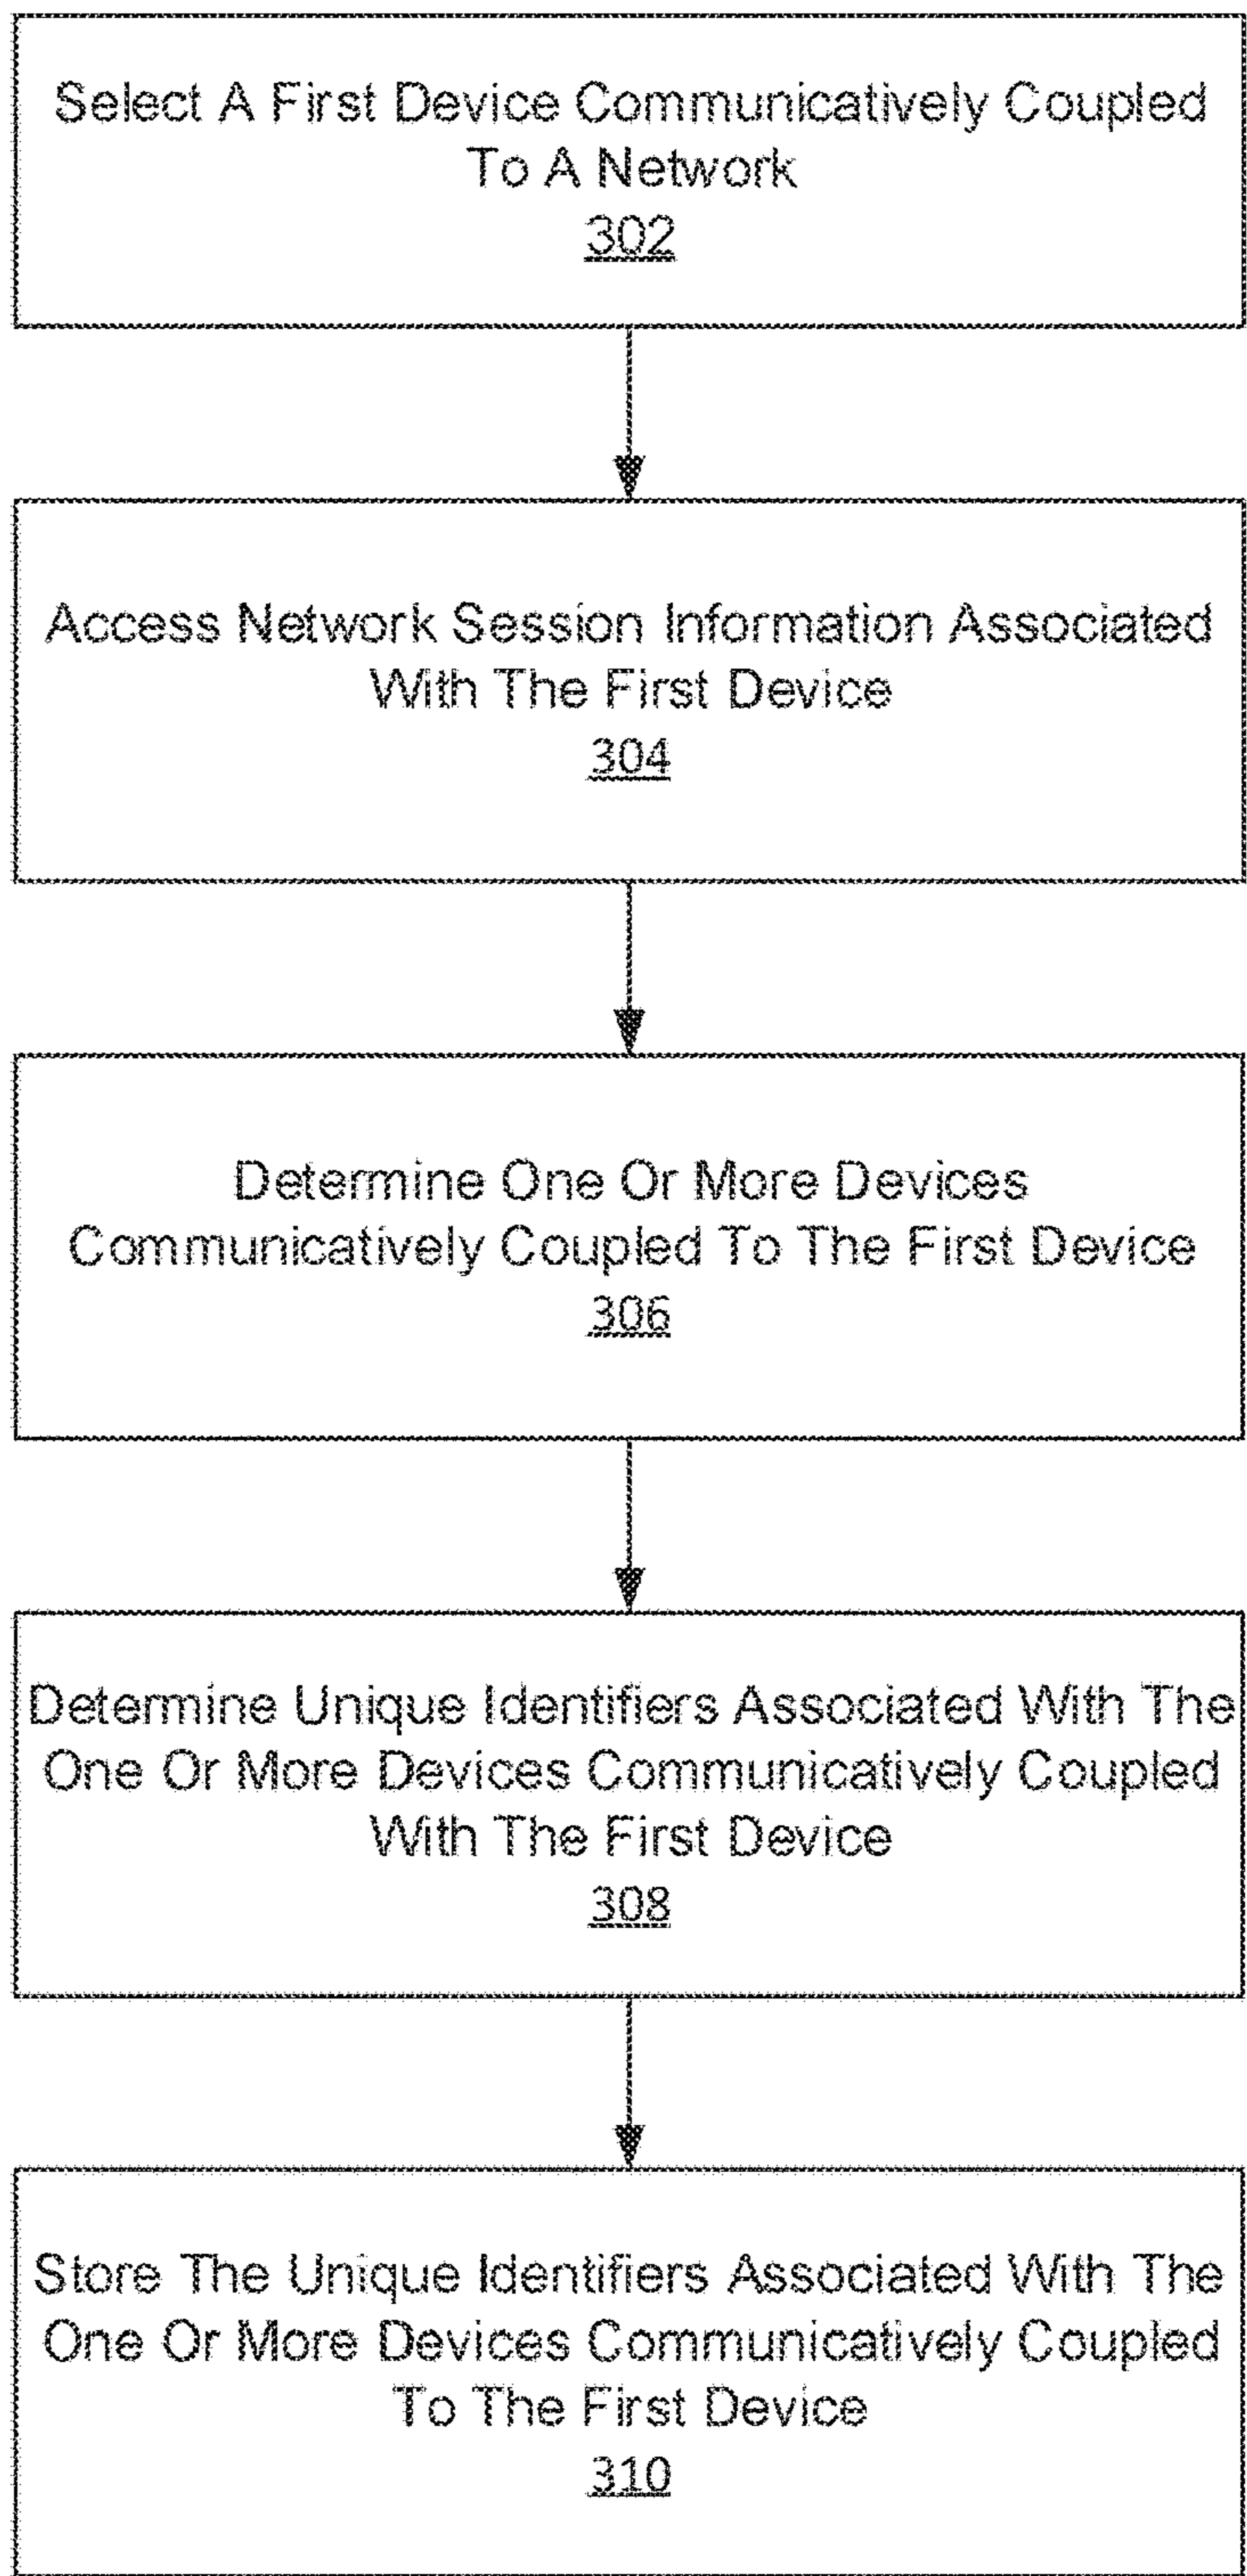 Select A First Device Communicatively Coupled
To A Network
302
Access Network Session Information Associated
With The First Device
304
Determine One Or More Devices
Communicatively Coupled To The First Device
306
Determine Unique Identifiers Associated With The
One Or More Devices Communicatively Coupled
With The First Device
308
Store The Unique Identifiers Associated With The
One Or More Devices Communicatively Coupled
To The First Device
310